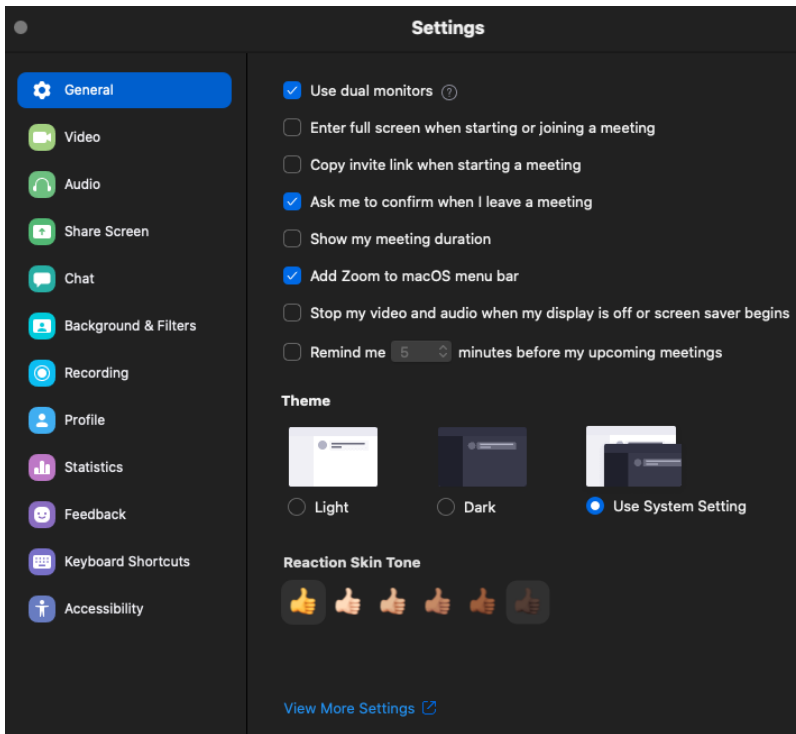 Settings
General
Video
Audio
Share Screen
Chat
Background & Filters
Recording
Profile
Statistics
Feedback
Keyboard Shortcuts
Accessibility
Use dual monitors ?
Enter full screen when starting or joining a meeting
Copy invite link when starting a meeting
Ask me to confirm when I leave a meeting
Show my meeting duration
Add Zoom to macOS menu bar
Stop my video and audio when my display is off or screen saver begins
Remind me 5 minutes before my upcoming meetings
Theme
Light Dark Use System Setting
Reaction Skin Tone
View More Settings